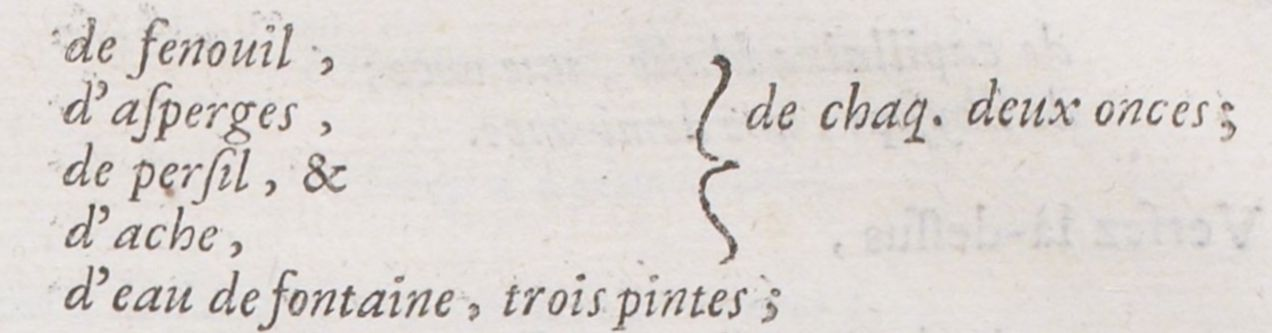 de fenouil ,
d'aſperges ,
de perſil , &
d'ache ,
de chaq. deux onces ;
d'eau de fontaine , trois pintes ;